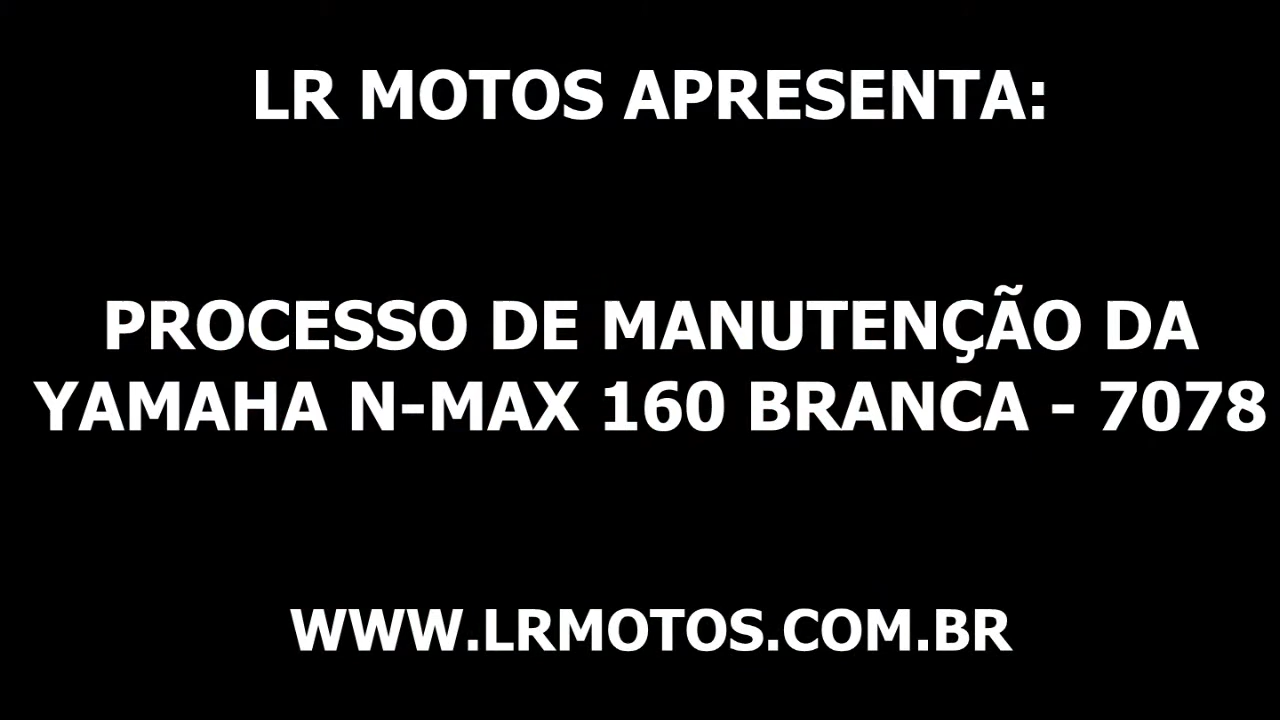 LR MOTOS APRESENTA:
PROCESSO DE MANUTENÇÃO DA
YAMAHA N-MAX 160 BRANCA - 7078
WWW.LRMOTOS.COM.BR